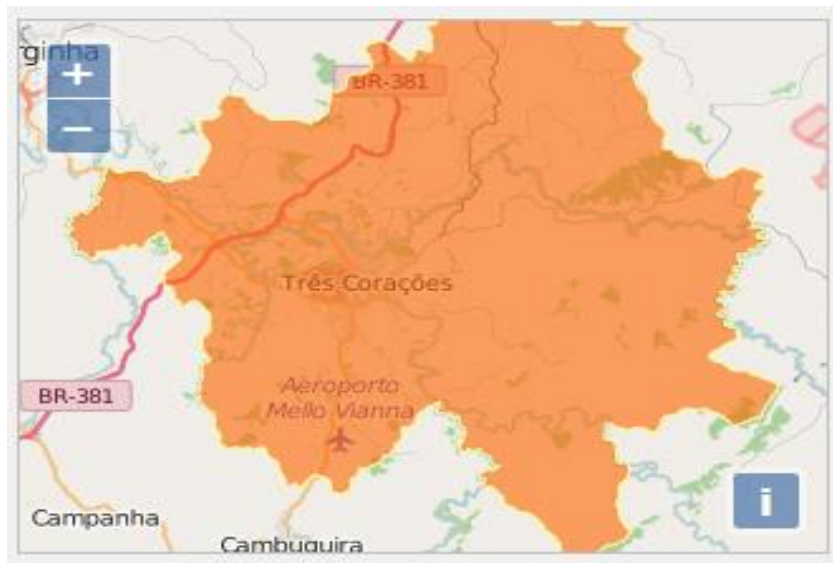 ginha
+
BR-381
−
Três Corações
Aeroporto
Mello Vianna
BR-381
i
Campanha
Cambuquira